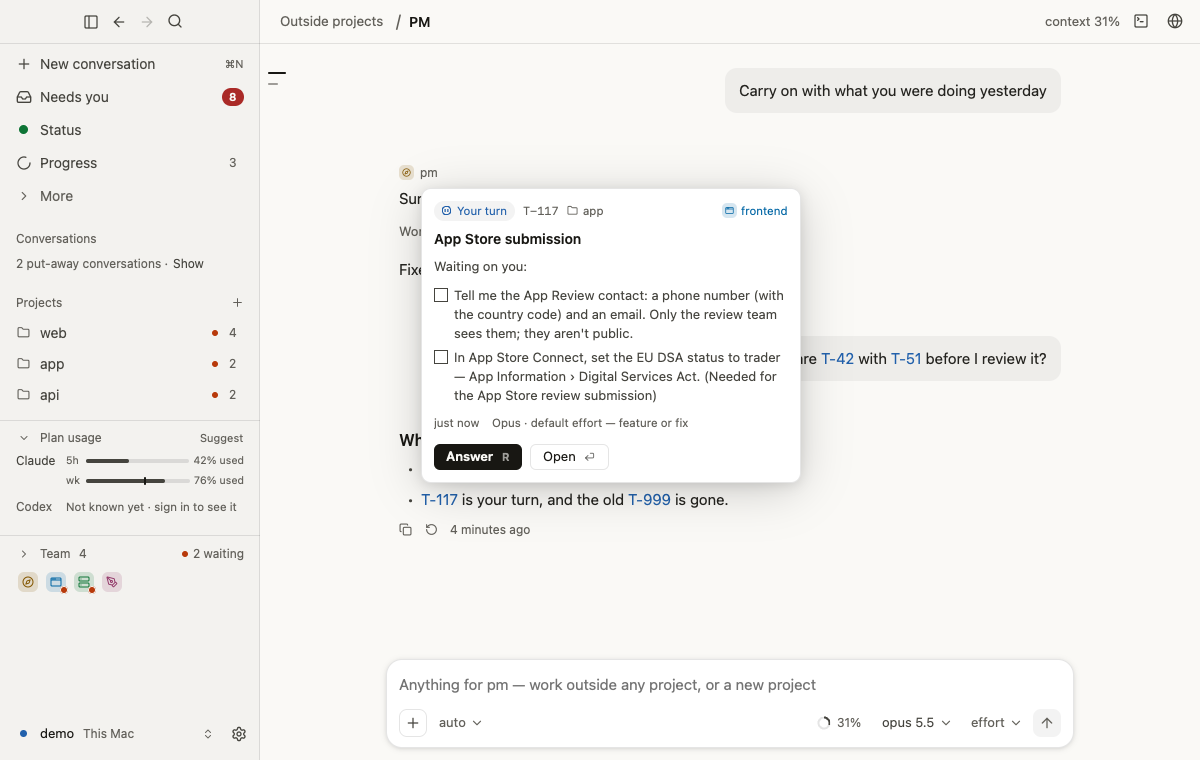 Outside projects / PM
context 31%
New conversation ⌘N
Needs you 8
Status
Progress 3
More
Conversations
2 put-away conversations · Show
Projects
web 4
app 2
api 2
Plan usage Suggest
Claude 5h 42% used
wk 76% used
Codex Not known yet · sign in to see it
Team 4 2 waiting
demo This Mac
Carry on with what you were doing yesterday
pm
Your turn T-117 app frontend
App Store submission
Waiting on you:
Tell me the App Review contact: a phone number (with
the country code) and an email. Only the review team
sees them; they aren't public.
In App Store Connect, set the EU DSA status to trader
— App Information › Digital Services Act. (Needed for
the App Store review submission)
just now Opus · default effort — feature or fix
Answer R Open
T-42 with T-51 before I review it?
• T-117 is your turn, and the old T-999 is gone.
4 minutes ago
Anything for pm — work outside any project, or a new project
auto
31% opus 5.5 effort